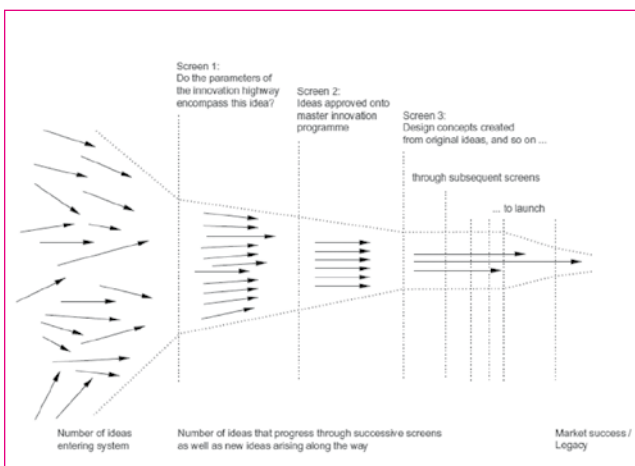 Screen 1:
Do the parameters of
the innovation highway
encompass this idea?
Screen 2:
Ideas approved onto
master innovation
programme
Screen 3:
Design concepts created
from original ideas, and so on ...
through subsequent screens
... to launch
Number of ideas
entering system
Number of ideas that progress through successive screens
as well as new ideas arising along the way
Market success /
Legacy